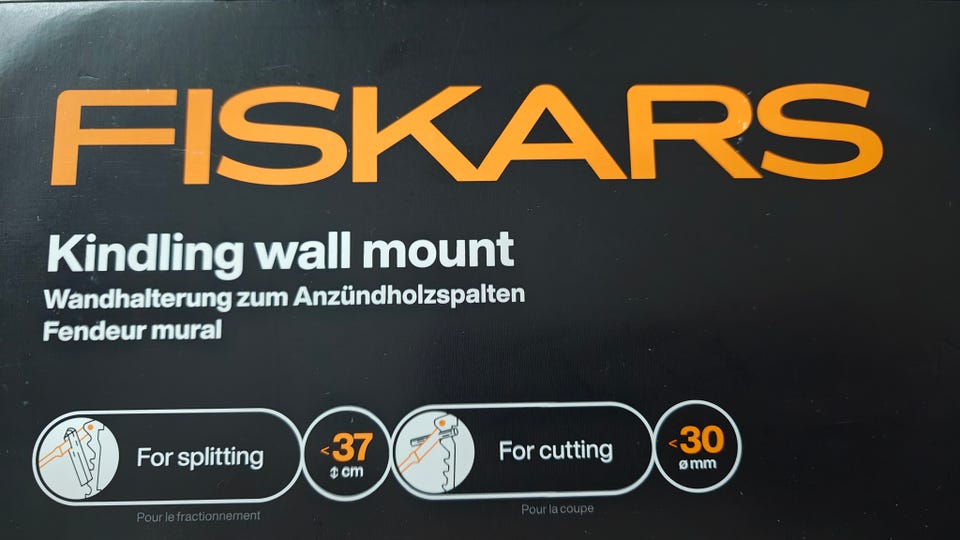 FISKARS
Kindling wall mount
Wandhalterung zum Anzündholzspalten
Fendeur mural
For splitting
<37
↕ cm
For cutting
<30
ø mm
Pour le fractionnement
Pour la coupe